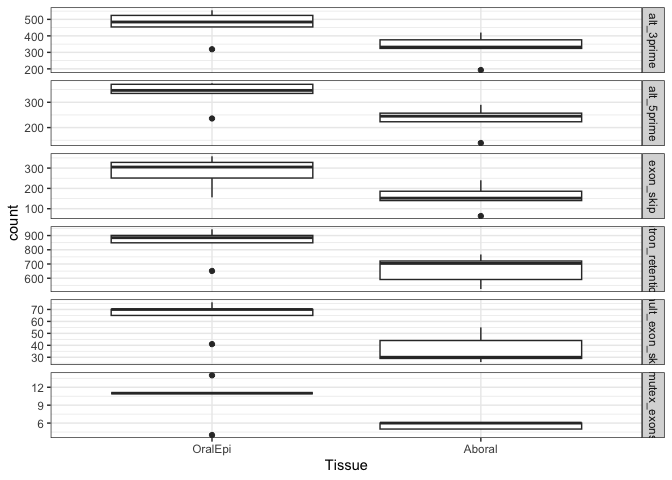 count
500
400
300
200
alt_3prime
300
200
alt_5prime
300
200
100
exon_skip
900
800
700
600
tron_retentic
70
60
50
40
30
ult_exon_sk
12
9
6
mutex_exons
OralEpi Aboral
Tissue